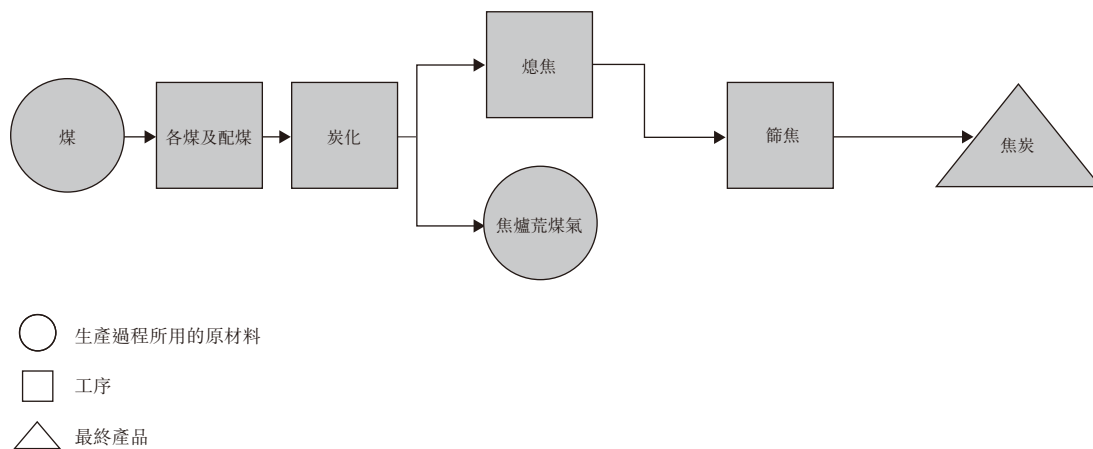 煤
各煤及配煤
炭化
熄焦
焦爐荒煤氣
篩焦
焦炭
生產過程所用的原材料
工序
最終產品